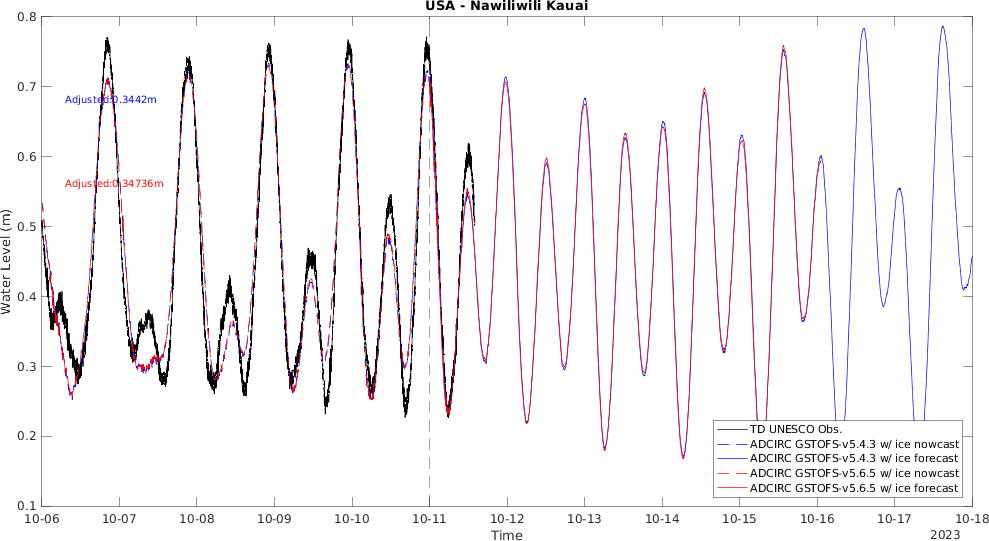 USA - Nawiliwili Kauai
0.8
0.7
0.6
0.5
0.4
0.3
0.2
0.1
Water Level (m)
Adjusted:0.3442m
Adjusted:0.34736m
TD UNESCO Obs.
ADCIRC GSTOFS-v5.4.3 w/ ice nowcast
ADCIRC GSTOFS-v5.4.3 w/ ice forecast
ADCIRC GSTOFS-v5.6.5 w/ ice nowcast
ADCIRC GSTOFS-v5.6.5 w/ ice forecast
10-06 10-07 10-08 10-09 10-10 10-11 10-12 10-13 10-14 10-15 10-16 10-17 10-18
Time
2023